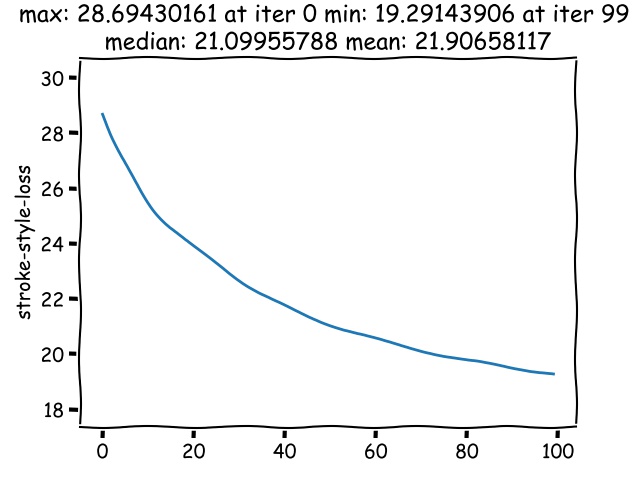 max: 28.69430161 at iter 0 min: 19.29143906 at iter 99
median: 21.09955788 mean: 21.90658117
30
28
26
24
22
20
18
stroke-style-loss
0 20 40 60 80 100